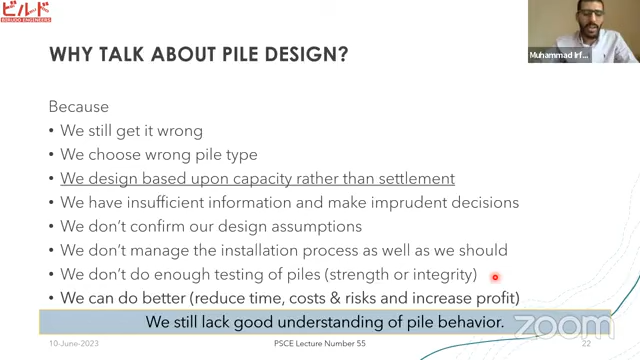 ビルド
BIRUDO ENGINEERS
Muhammad Irf...
WHY TALK ABOUT PILE DESIGN?
Because
• We still get it wrong
• We choose wrong pile type
• We design based upon capacity rather than settlement
• We have insufficient information and make imprudent decisions
• We don't confirm our design assumptions
• We don't manage the installation process as well as we should
• We don't do enough testing of piles (strength or integrity)
• We can do better (reduce time, costs & risks and increase profit)
We still lack good understanding of pile behavior.
zoom
10-June-2023
PSCE Lecture Number 55
22